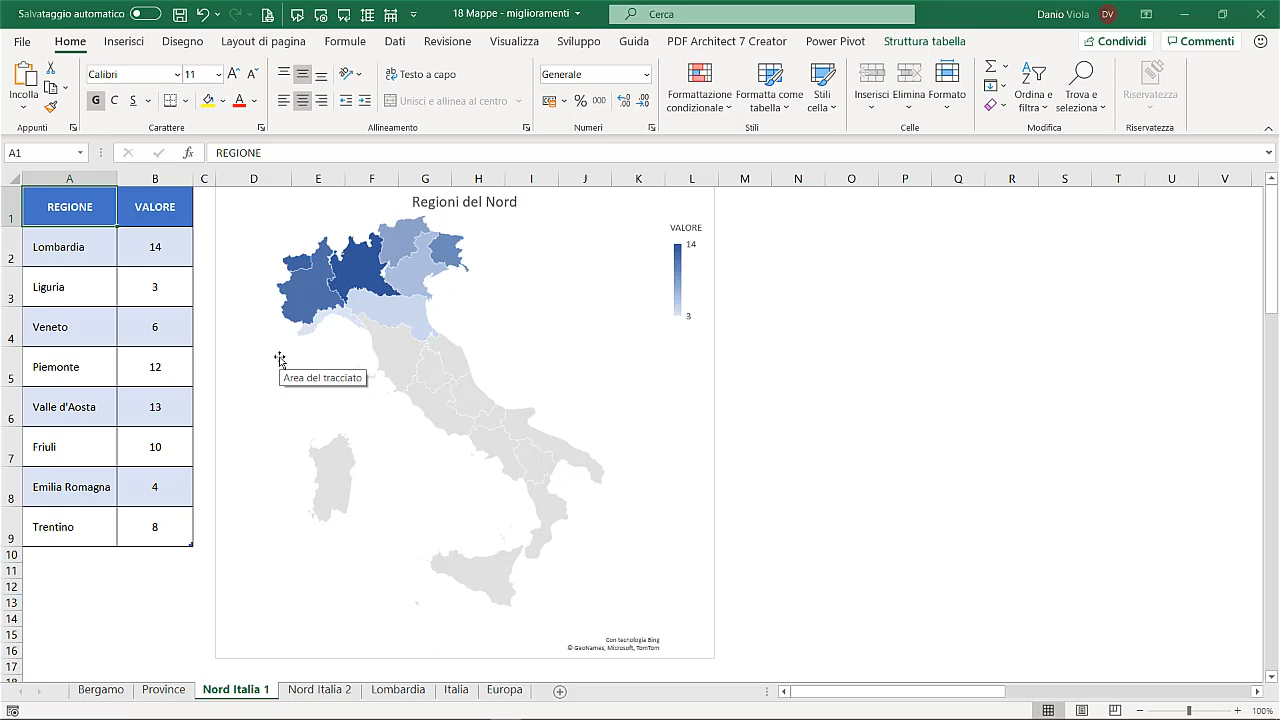 Salvataggio automatico
18 Mappe - miglioramenti
Cerca
Danio Viola
DV
File
Home
Inserisci
Disegno
Layout di pagina
Formule
Dati
Revisione
Visualizza
Sviluppo
Guida
PDF Architect 7 Creator
Power Pivot
Struttura tabella
Condividi
Commenti
Incolla
Calibri
11
G C S
Testo a capo
Unisci e allinea al centro
Generale
% 000
Formattazione condizionale
Formatta come tabella
Stili cella
Inserisci
Elimina
Formato
Ordina e filtra
Trova e seleziona
Riservatezza
Appunti
Carattere
Allineamento
Numeri
Stili
Celle
Modifica
Riservatezza
A1
fx
REGIONE
A B C D E F G H I J K L M N O P Q R S T U V
1 REGIONE VALORE
2 Lombardia 14
3 Liguria 3
4 Veneto 6
5 Piemonte 12
6 Valle d'Aosta 13
7 Friuli 10
8 Emilia Romagna 4
9 Trentino 8
10
11
12
13
14
15
16
17
Regioni del Nord
VALORE
14
3
Area del tracciato
Con tecnologia Bing
© GeoNames, Microsoft, TomTom
Bergamo
Province
Nord Italia 1
Nord Italia 2
Lombardia
Italia
Europa
100%